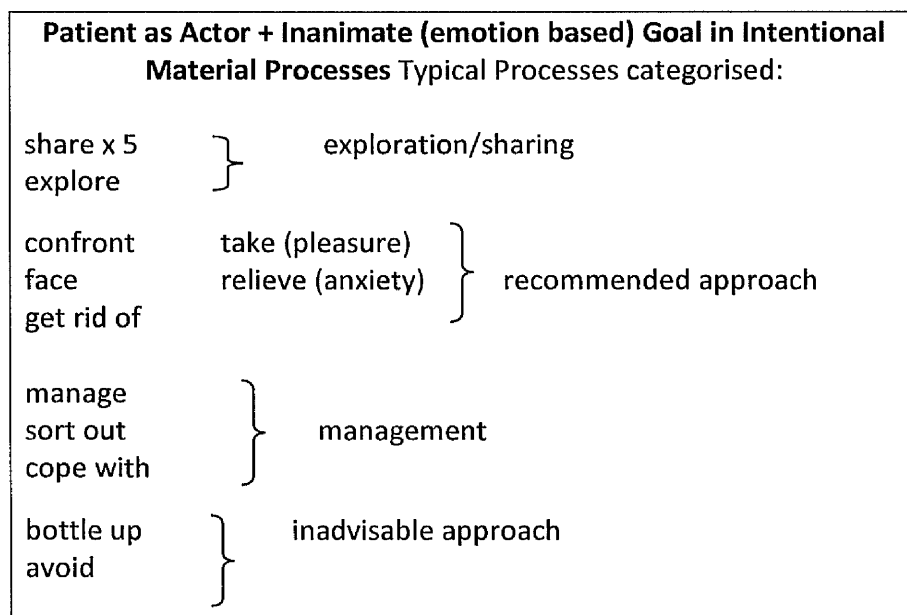 Patient as Actor + Inanimate (emotion based) Goal in Intentional
Material Processes Typical Processes categorised:
share x 5
explore
exploration/sharing
confront take (pleasure)
face relieve (anxiety)
get rid of
recommended approach
manage
sort out
cope with
management
bottle up
avoid
inadvisable approach